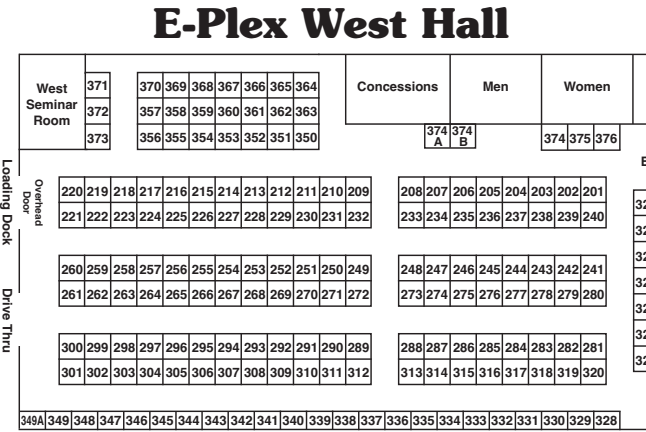 E-Plex West Hall
West
Seminar
Room
371
372
373
370 369 368 367 366 365 364
357 358 359 360 361 362 363
356 355 354 353 352 351 350
Concessions
Men
Women
374
A
374
B
374 375 376
Loading Dock
Overhead
Door
Drive Thru
220 219 218 217 216 215 214 213 212 211 210 209
221 222 223 224 225 226 227 228 229 230 231 232
208 207 206 205 204 203 202 201
233 234 235 236 237 238 239 240
260 259 258 257 256 255 254 253 252 251 250 249
261 262 263 264 265 266 267 268 269 270 271 272
248 247 246 245 244 243 242 241
273 274 275 276 277 278 279 280
300 299 298 297 296 295 294 293 292 291 290 289
301 302 303 304 305 306 307 308 309 310 311 312
288 287 286 285 284 283 282 281
313 314 315 316 317 318 319 320
349A 349 348 347 346 345 344 343 342 341 340 339 338 337 336 335 334 333 332 331 330 329 328